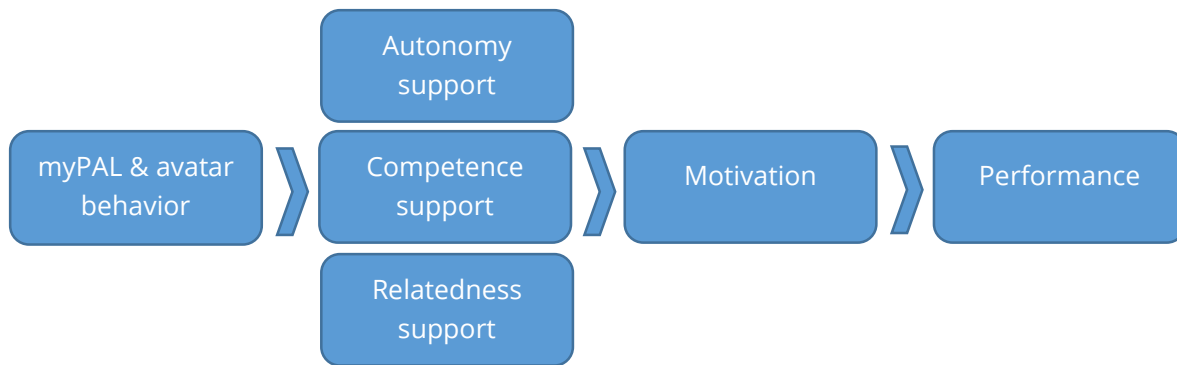 Autonomy
support
myPAL & avatar
behavior
Competence
support
Motivation
Performance
Relatedness
support